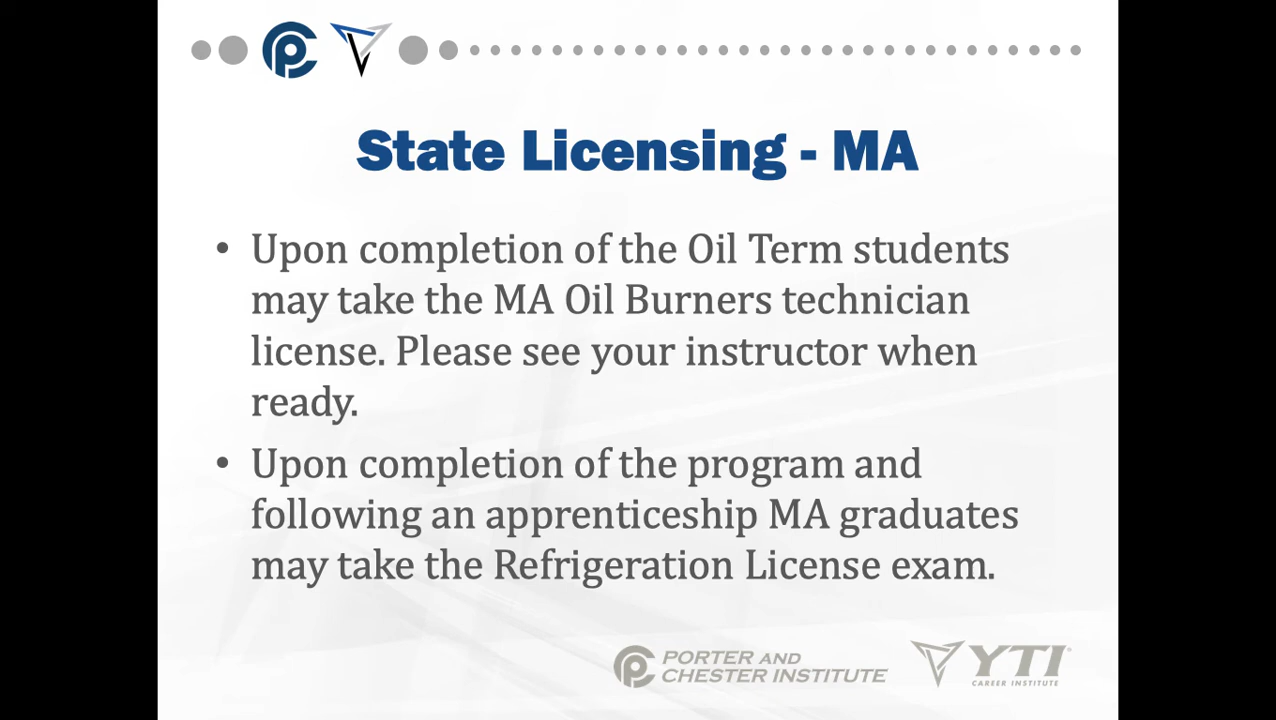 State Licensing - MA
• Upon completion of the Oil Term students
may take the MA Oil Burners technician
license. Please see your instructor when
ready.
• Upon completion of the program and
following an apprenticeship MA graduates
may take the Refrigeration License exam.
PORTER AND
CHESTER INSTITUTE
YTI
CAREER INSTITUTE